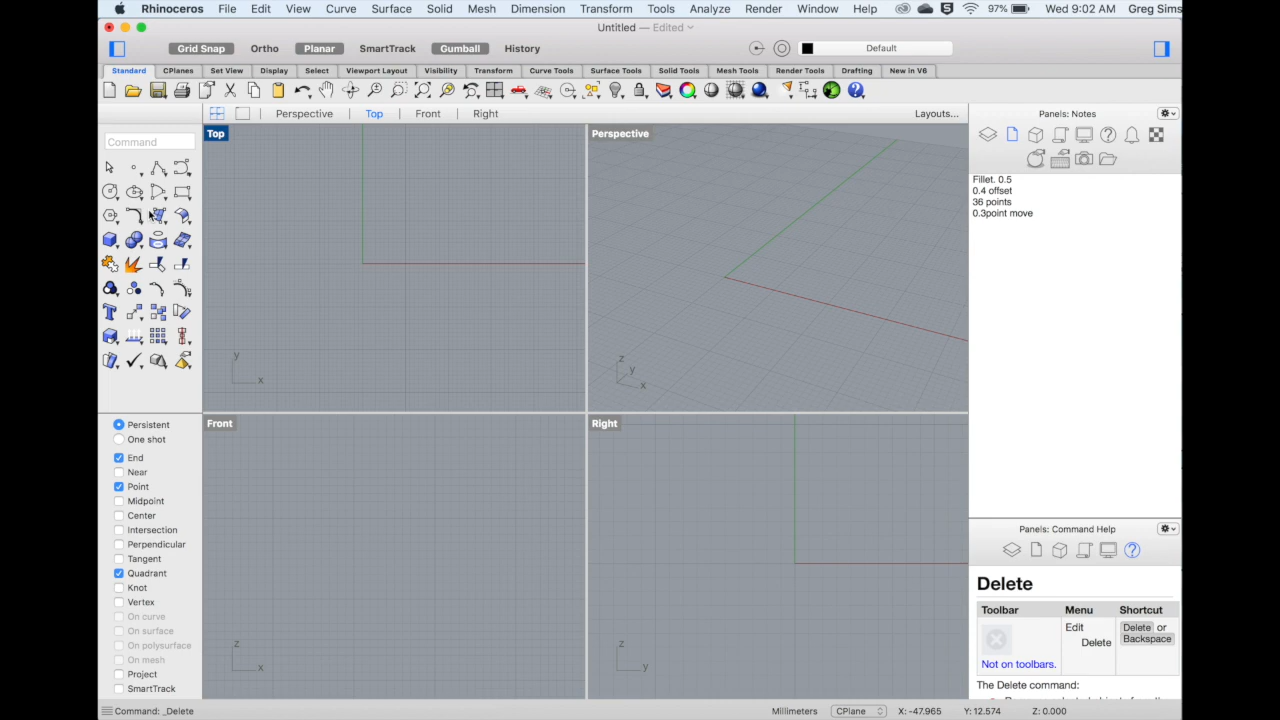 Rhinoceros File Edit View Curve Surface Solid Mesh Dimension Transform Tools Analyze Render Window Help 97% Wed 9:02 AM Greg Sims
Untitled — Edited
Grid Snap Ortho Planar SmartTrack Gumball History Default
Standard CPlanes Set View Display Select Viewport Layout Visibility Transform Curve Tools Surface Tools Solid Tools Mesh Tools Render Tools Drafting New in V6
Perspective Top Front Right Layouts...
Panels: Notes
Command
Top
Perspective
Fillet. 0.5
0.4 offset
36 points
0.3point move
y
x
z
y
x
Front
Right
Persistent
One shot
End
Near
Point
Midpoint
Center
Intersection
Perpendicular
Tangent
Quadrant
Knot
Vertex
On curve
On surface
On polysurface
On mesh
Project
SmartTrack
z
x
z
y
Panels: Command Help
Delete
Toolbar Menu Shortcut
Edit Delete or
Delete Backspace
Not on toolbars.
The Delete command:
Command: _Delete Millimeters CPlane X: -47.965 Y: 12.574 Z: 0.000